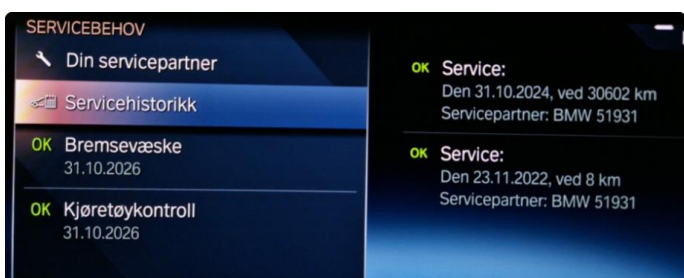 SERVICEBEHOV
Din servicepartner
Servicehistorikk
OK Bremsevæske
31.10.2026
OK Kjøretøykontroll
31.10.2026
OK Service:
Den 31.10.2024, ved 30602 km
Servicepartner: BMW 51931
OK Service:
Den 23.11.2022, ved 8 km
Servicepartner: BMW 51931